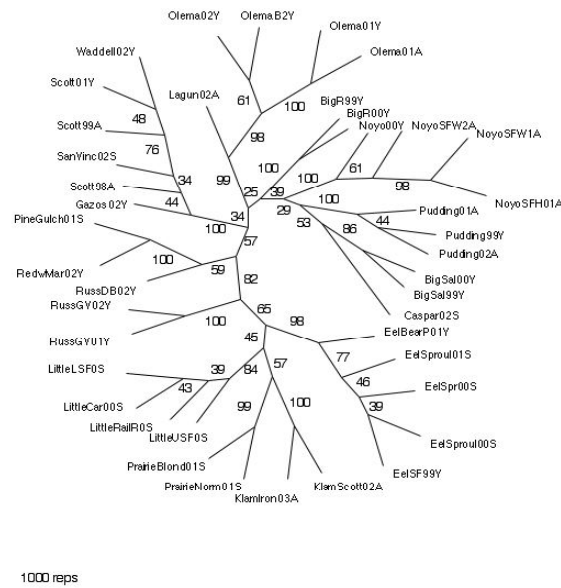 Olema02Y
OlemaB2Y
Olema01Y
Olema01A
Waddell02Y
Scott01Y
Lagun02A
61
100
BigR99Y
BigR00Y
Noyo00Y
NoyoSFW2A
NoyoSFW1A
48
Scott99A
98
76
SanVinc02S
99
100
100
61
98
NoyoSFH01A
34
Scott98A
25
39
100
44
Gazos02Y
34
29
Pudding01A
44
PineGulch01S
100
53
86
Pudding99Y
57
Pudding02A
100
59
RedwMar02Y
RussDB02Y
82
BigSal00Y
BigSal99Y
RussGY02Y
65
98
Caspar02S
100
EelBearP01Y
RussGY01Y
45
77
EelSproul01S
LittleLSF0S
39
84
57
46
EelSpr00S
43
LittleCar00S
99
100
39
LittleRailR0S
LittleUSF0S
EelSproul00S
PrairieBlond01S
EelSF99Y
PrairieNorm01S
KlamScott02A
KlamIron03A
1000 reps